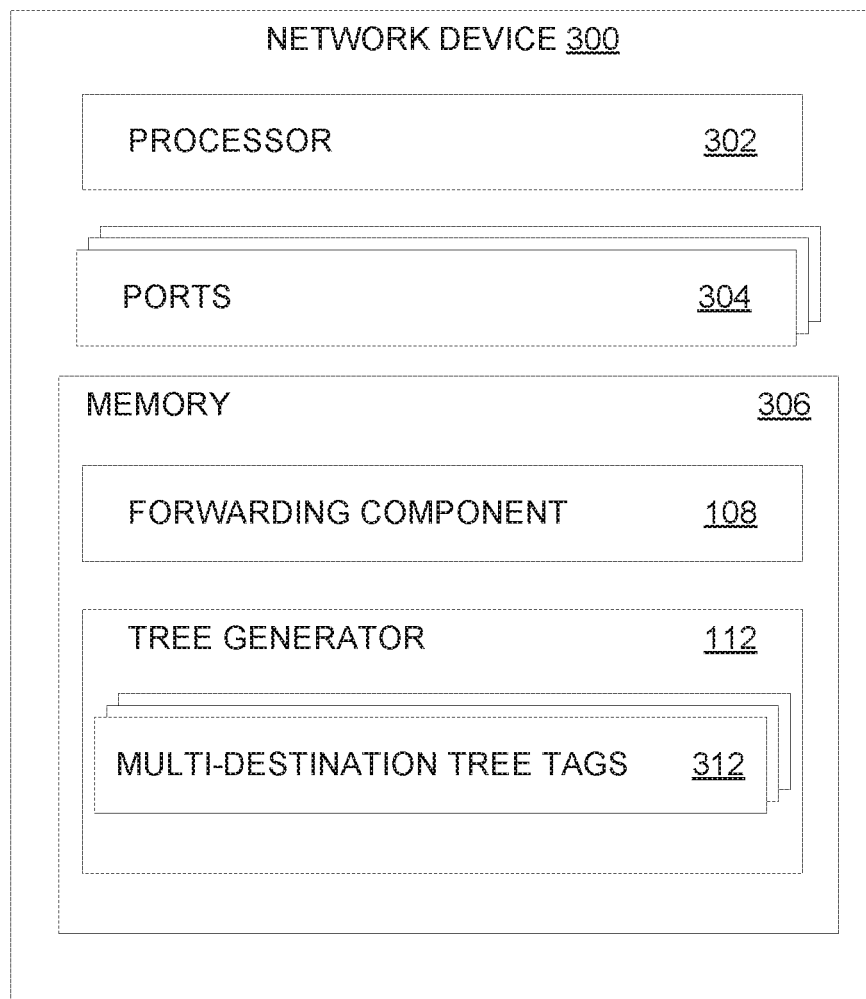 NETWORK DEVICE 300
PROCESSOR 302
PORTS 304
MEMORY 306
FORWARDING COMPONENT 108
TREE GENERATOR 112
MULTI-DESTINATION TREE TAGS 312